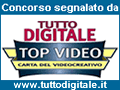 Concorso segnalato da
TUTTO
DIGITALE
TOP VIDEO
CARTA DEL VIDEOCREATIVO
www.tuttodigitale.it